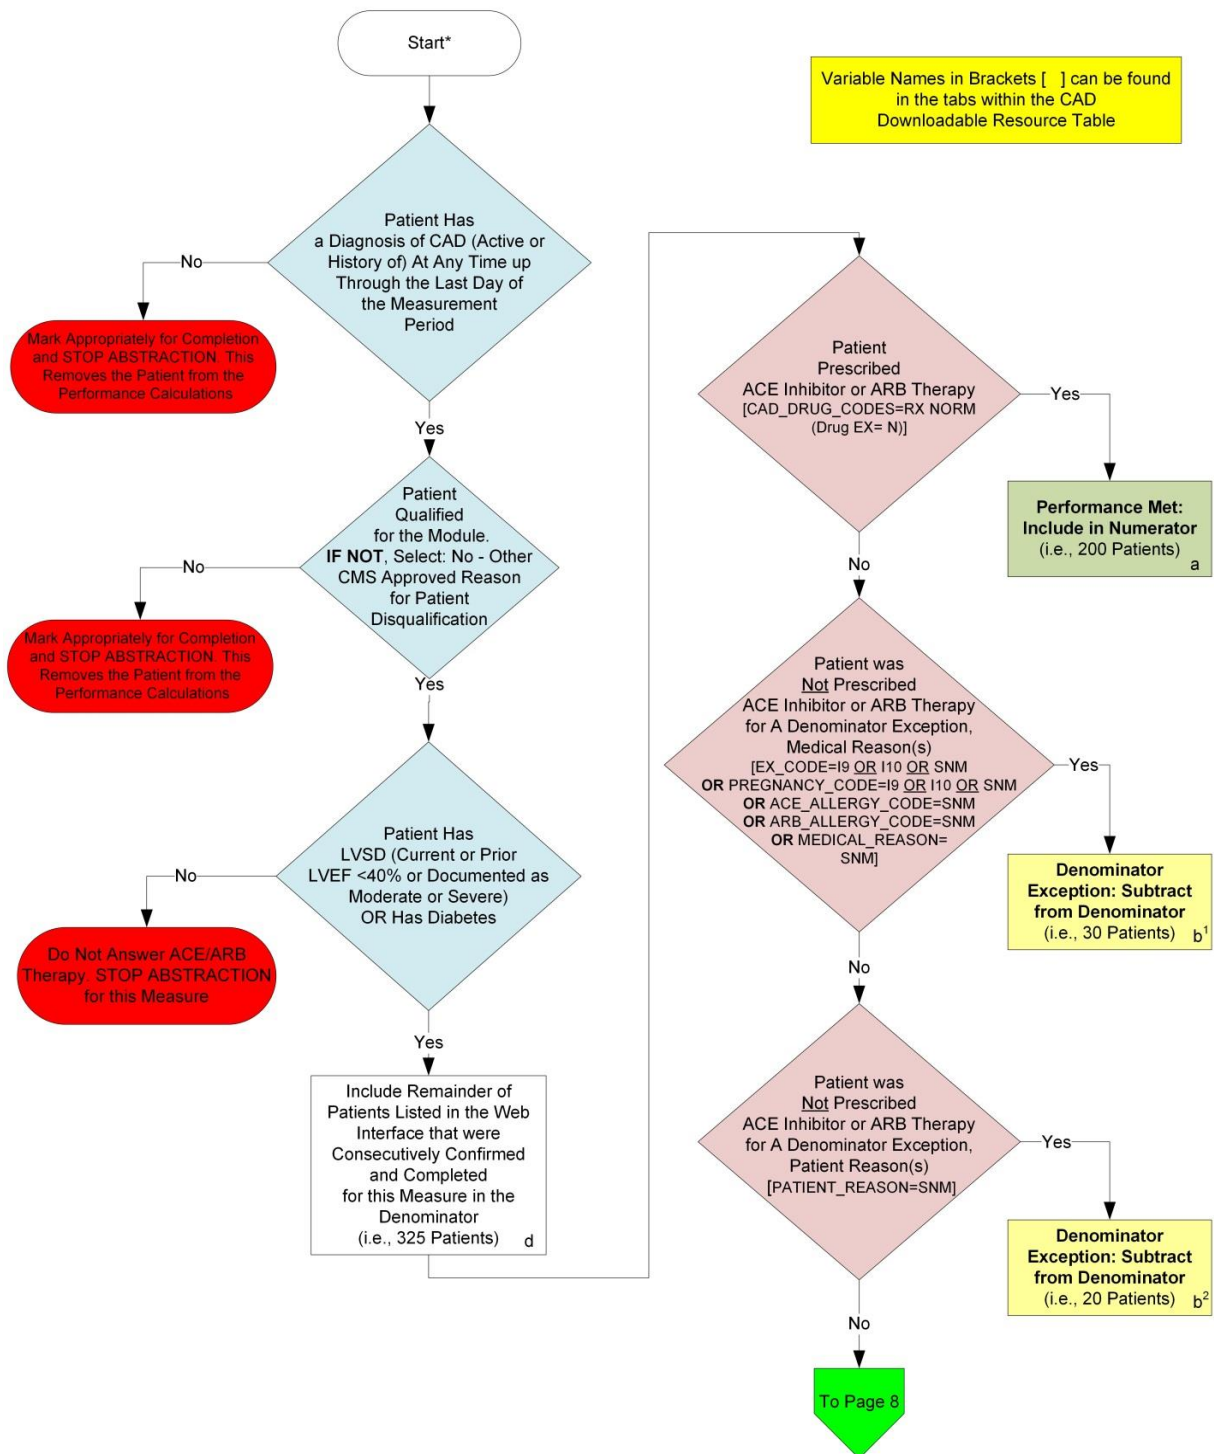 Start*
Variable Names in Brackets [   ] can be found
in the tabs within the CAD
Downloadable Resource Table
Patient Has
a Diagnosis of CAD (Active or
History of) At Any Time up
Through the Last Day of
the Measurement
Period
No
Mark Appropriately for Completion
and STOP ABSTRACTION. This
Removes the Patient from the
Performance Calculations
Yes
Patient
Qualified
for the Module.
IF NOT, Select: No - Other
CMS Approved Reason
for Patient
Disqualification
No
Mark Appropriately for Completion
and STOP ABSTRACTION. This
Removes the Patient from the
Performance Calculations
Yes
Patient Has
LVSD (Current or Prior
LVEF <40% or Documented as
Moderate or Severe)
OR Has Diabetes
No
Do Not Answer ACE/ARB
Therapy. STOP ABSTRACTION
for this Measure
Yes
Include Remainder of
Patients Listed in the Web
Interface that were
Consecutively Confirmed
and Completed
for this Measure in the
Denominator
(i.e., 325 Patients) d
Patient
Prescribed
ACE Inhibitor or ARB Therapy
[CAD_DRUG_CODES=RX NORM
(Drug EX= N)]
Yes
Performance Met:
Include in Numerator
(i.e., 200 Patients) a
No
Patient was
Not Prescribed
ACE Inhibitor or ARB Therapy
for A Denominator Exception,
Medical Reason(s)
[EX_CODE=I9 OR I10 OR SNM
OR PREGNANCY_CODE=I9 OR I10 OR SNM
OR ACE_ALLERGY_CODE=SNM
OR ARB_ALLERGY_CODE=SNM
OR MEDICAL_REASON=
SNM]
Yes
Denominator
Exception: Subtract
from Denominator
(i.e., 30 Patients) b¹
No
Patient was
Not Prescribed
ACE Inhibitor or ARB Therapy
for A Denominator Exception,
Patient Reason(s)
[PATIENT_REASON=SNM]
Yes
Denominator
Exception: Subtract
from Denominator
(i.e., 20 Patients) b²
No
To Page 8